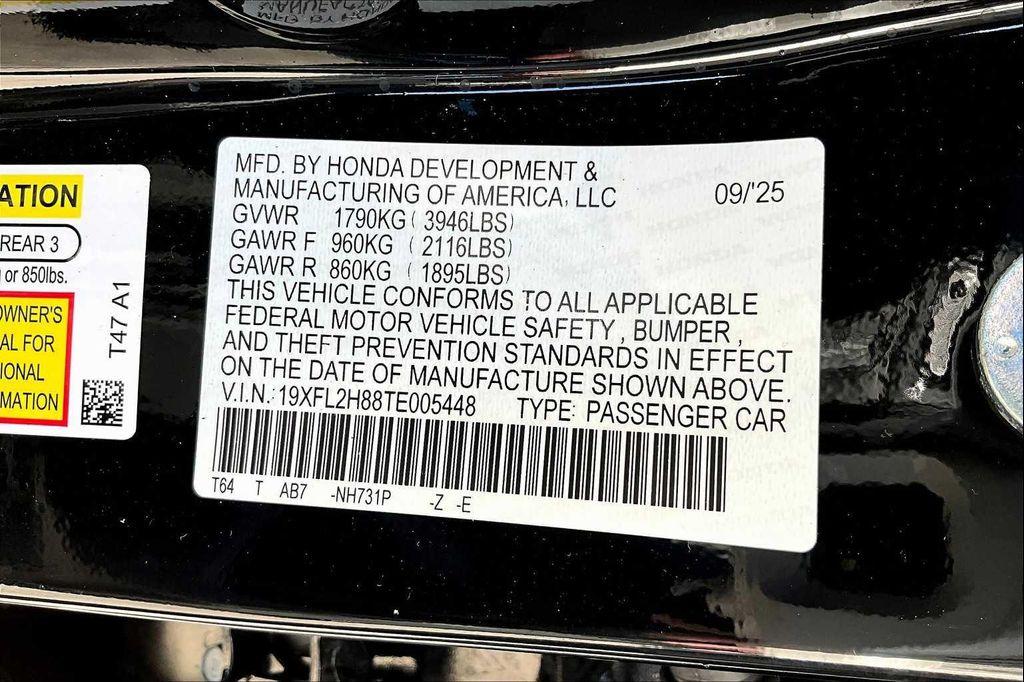 MFD. BY HONDA DEVELOPMENT &
MANUFACTURING OF AMERICA, LLC 09/'25
GVWR 1790KG ( 3946LBS)
GAWR F 960KG ( 2116LBS)
GAWR R 860KG ( 1895LBS)
THIS VEHICLE CONFORMS TO ALL APPLICABLE
FEDERAL MOTOR VEHICLE SAFETY , BUMPER ,
AND THEFT PREVENTION STANDARDS IN EFFECT
ON THE DATE OF MANUFACTURE SHOWN ABOVE.
V.I.N.: 19XFL2H88TE005448 TYPE: PASSENGER CAR
T64 T AB7 -NH731P -Z -E
ATION
REAR 3
or 850lbs.
OWNER'S
AL FOR
IONAL
MATION
T47 A1